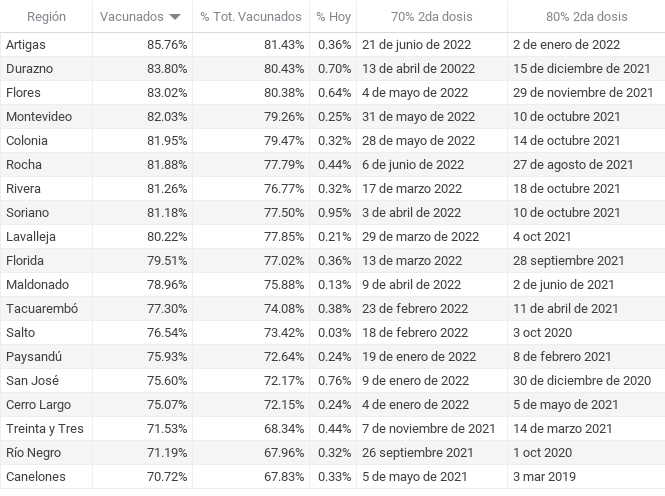 Región Vacunados % Tot. Vacunados % Hoy 70% 2da dosis 80% 2da dosis
Artigas 85.76% 81.43% 0.36% 21 de junio de 2022 2 de enero de 2022
Durazno 83.80% 80.43% 0.70% 13 de abril de 20022 15 de diciembre de 2021
Flores 83.02% 80.38% 0.64% 4 de mayo de 2022 29 de noviembre de 2021
Montevideo 82.03% 79.26% 0.25% 31 de mayo de 2022 10 de octubre 2021
Colonia 81.95% 79.47% 0.32% 28 de mayo de 2022 14 de octubre 2021
Rocha 81.88% 77.79% 0.44% 6 de junio de 2022 27 de agosto de 2021
Rivera 81.26% 76.77% 0.32% 17 de marzo 2022 18 de octubre 2021
Soriano 81.18% 77.50% 0.95% 3 de abril de 2022 10 de octubre 2021
Lavalleja 80.22% 77.85% 0.21% 29 de marzo de 2022 4 oct 2021
Florida 79.51% 77.02% 0.36% 13 de marzo 2022 28 septiembre 2021
Maldonado 78.96% 75.88% 0.13% 9 de abril de 2022 2 de junio de 2021
Tacuarembó 77.30% 74.08% 0.38% 23 de febrero 2022 11 de abril de 2021
Salto 76.54% 73.42% 0.03% 18 de febrero 2022 3 oct 2020
Paysandú 75.93% 72.64% 0.24% 19 de enero de 2022 8 de febrero 2021
San José 75.60% 72.17% 0.76% 9 de enero de 2022 30 de diciembre de 2020
Cerro Largo 75.07% 72.15% 0.24% 4 de enero de 2022 5 de mayo de 2021
Treinta y Tres 71.53% 68.34% 0.44% 7 de noviembre de 2021 14 de marzo 2021
Río Negro 71.19% 67.96% 0.32% 26 septiembre 2021 1 oct 2020
Canelones 70.72% 67.83% 0.33% 5 de mayo de 2021 3 mar 2019